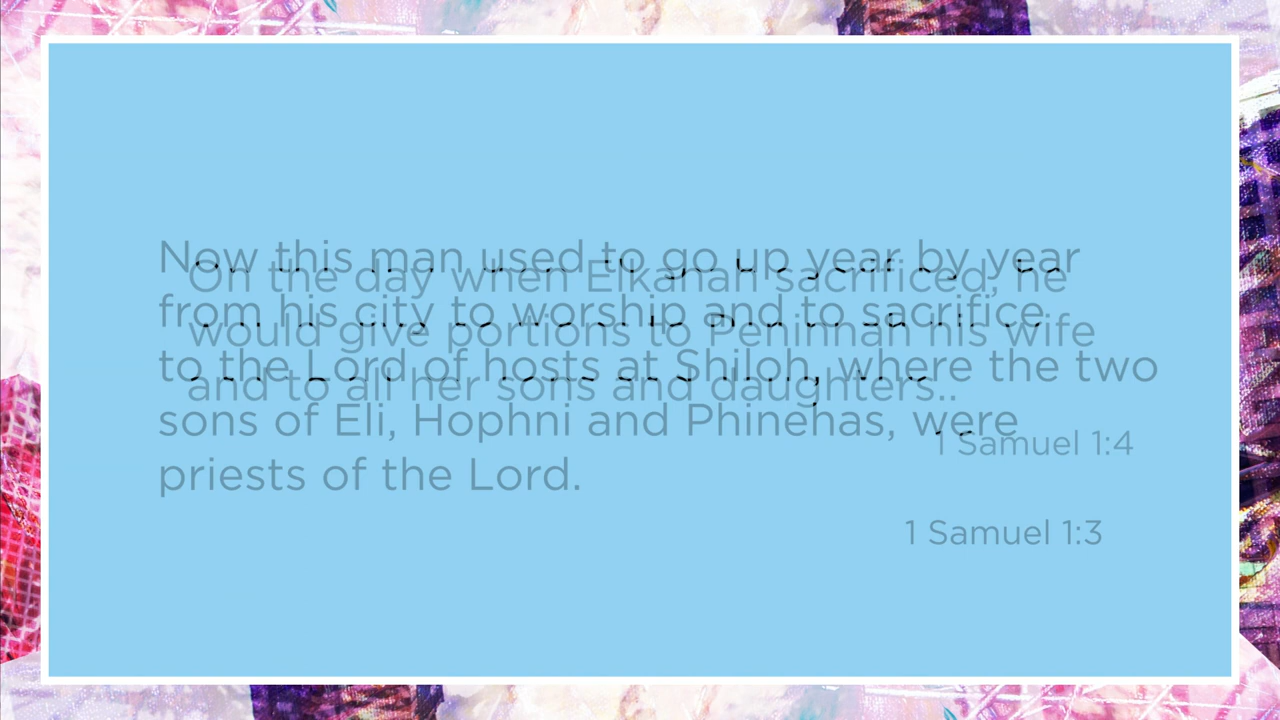 Now this man used to go up year by year
from his city to worship and to sacrifice
to the Lord of hosts at Shiloh, where the two
sons of Eli, Hophni and Phinehas, were
priests of the Lord.
1 Samuel 1:3
On the day when Elkanah sacrificed, he
would give portions to Peninnah his wife
and to all her sons and daughters..
1 Samuel 1:4